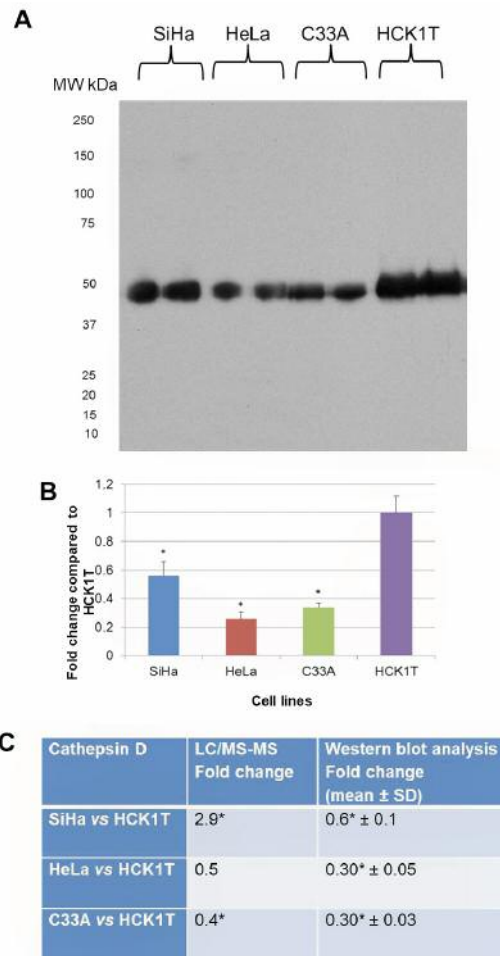 A
SiHa HeLa C33A HCK1T
MW kDa
250
150
100
75
50
37
25
20
15
10
B
Fold change compared to
HCK1T
1.2
1
0.8
0.6
0.4
0.2
0
*
*
*
SiHa HeLa C33A HCK1T
Cell lines
C
Cathepsin D LC/MS-MS Western blot analysis
Fold change Fold change
(mean ± SD)
SiHa vs HCK1T 2.9* 0.6* ± 0.1
HeLa vs HCK1T 0.5 0.30* ± 0.05
C33A vs HCK1T 0.4* 0.30* ± 0.03